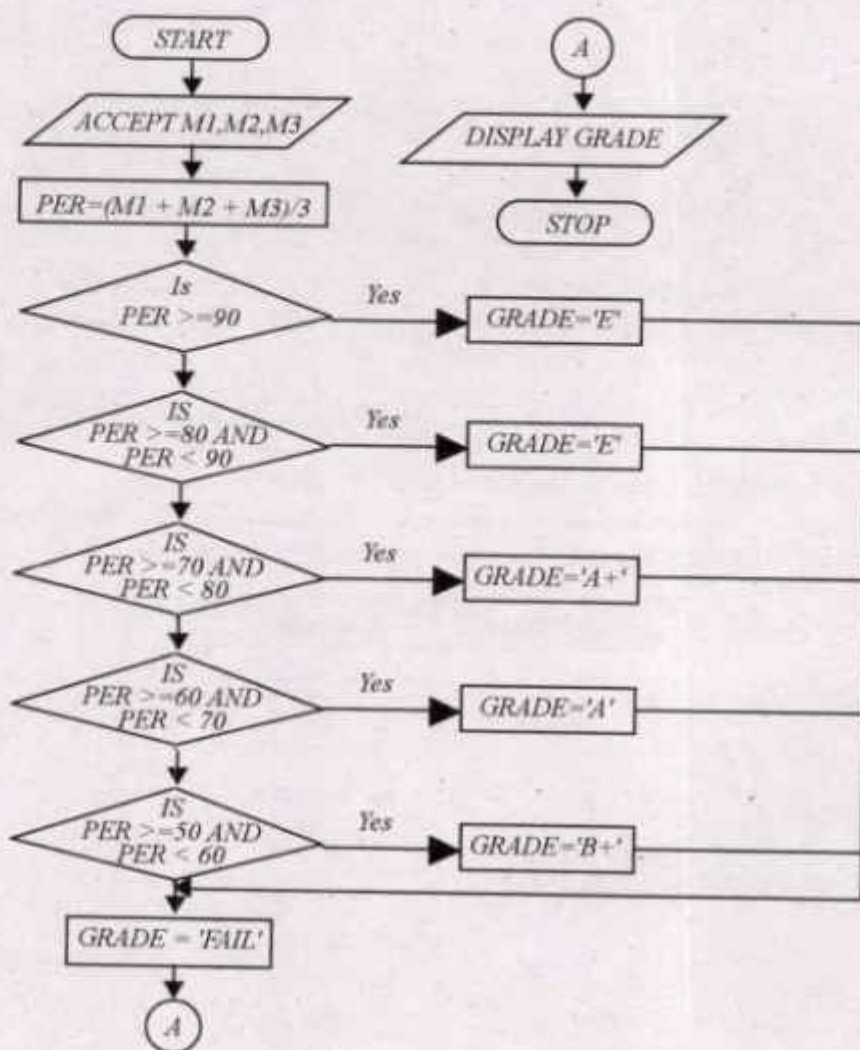 START
ACCEPT M1,M2,M3
PER=(M1 + M2 + M3)/3
Is
PER >=90
Yes
GRADE='E'
IS
PER >=80 AND
PER < 90
Yes
GRADE='E'
IS
PER >=70 AND
PER < 80
Yes
GRADE='A+'
IS
PER >=60 AND
PER < 70
Yes
GRADE='A'
IS
PER >=50 AND
PER < 60
Yes
GRADE='B+'
GRADE = 'FAIL'
A
A
DISPLAY GRADE
STOP